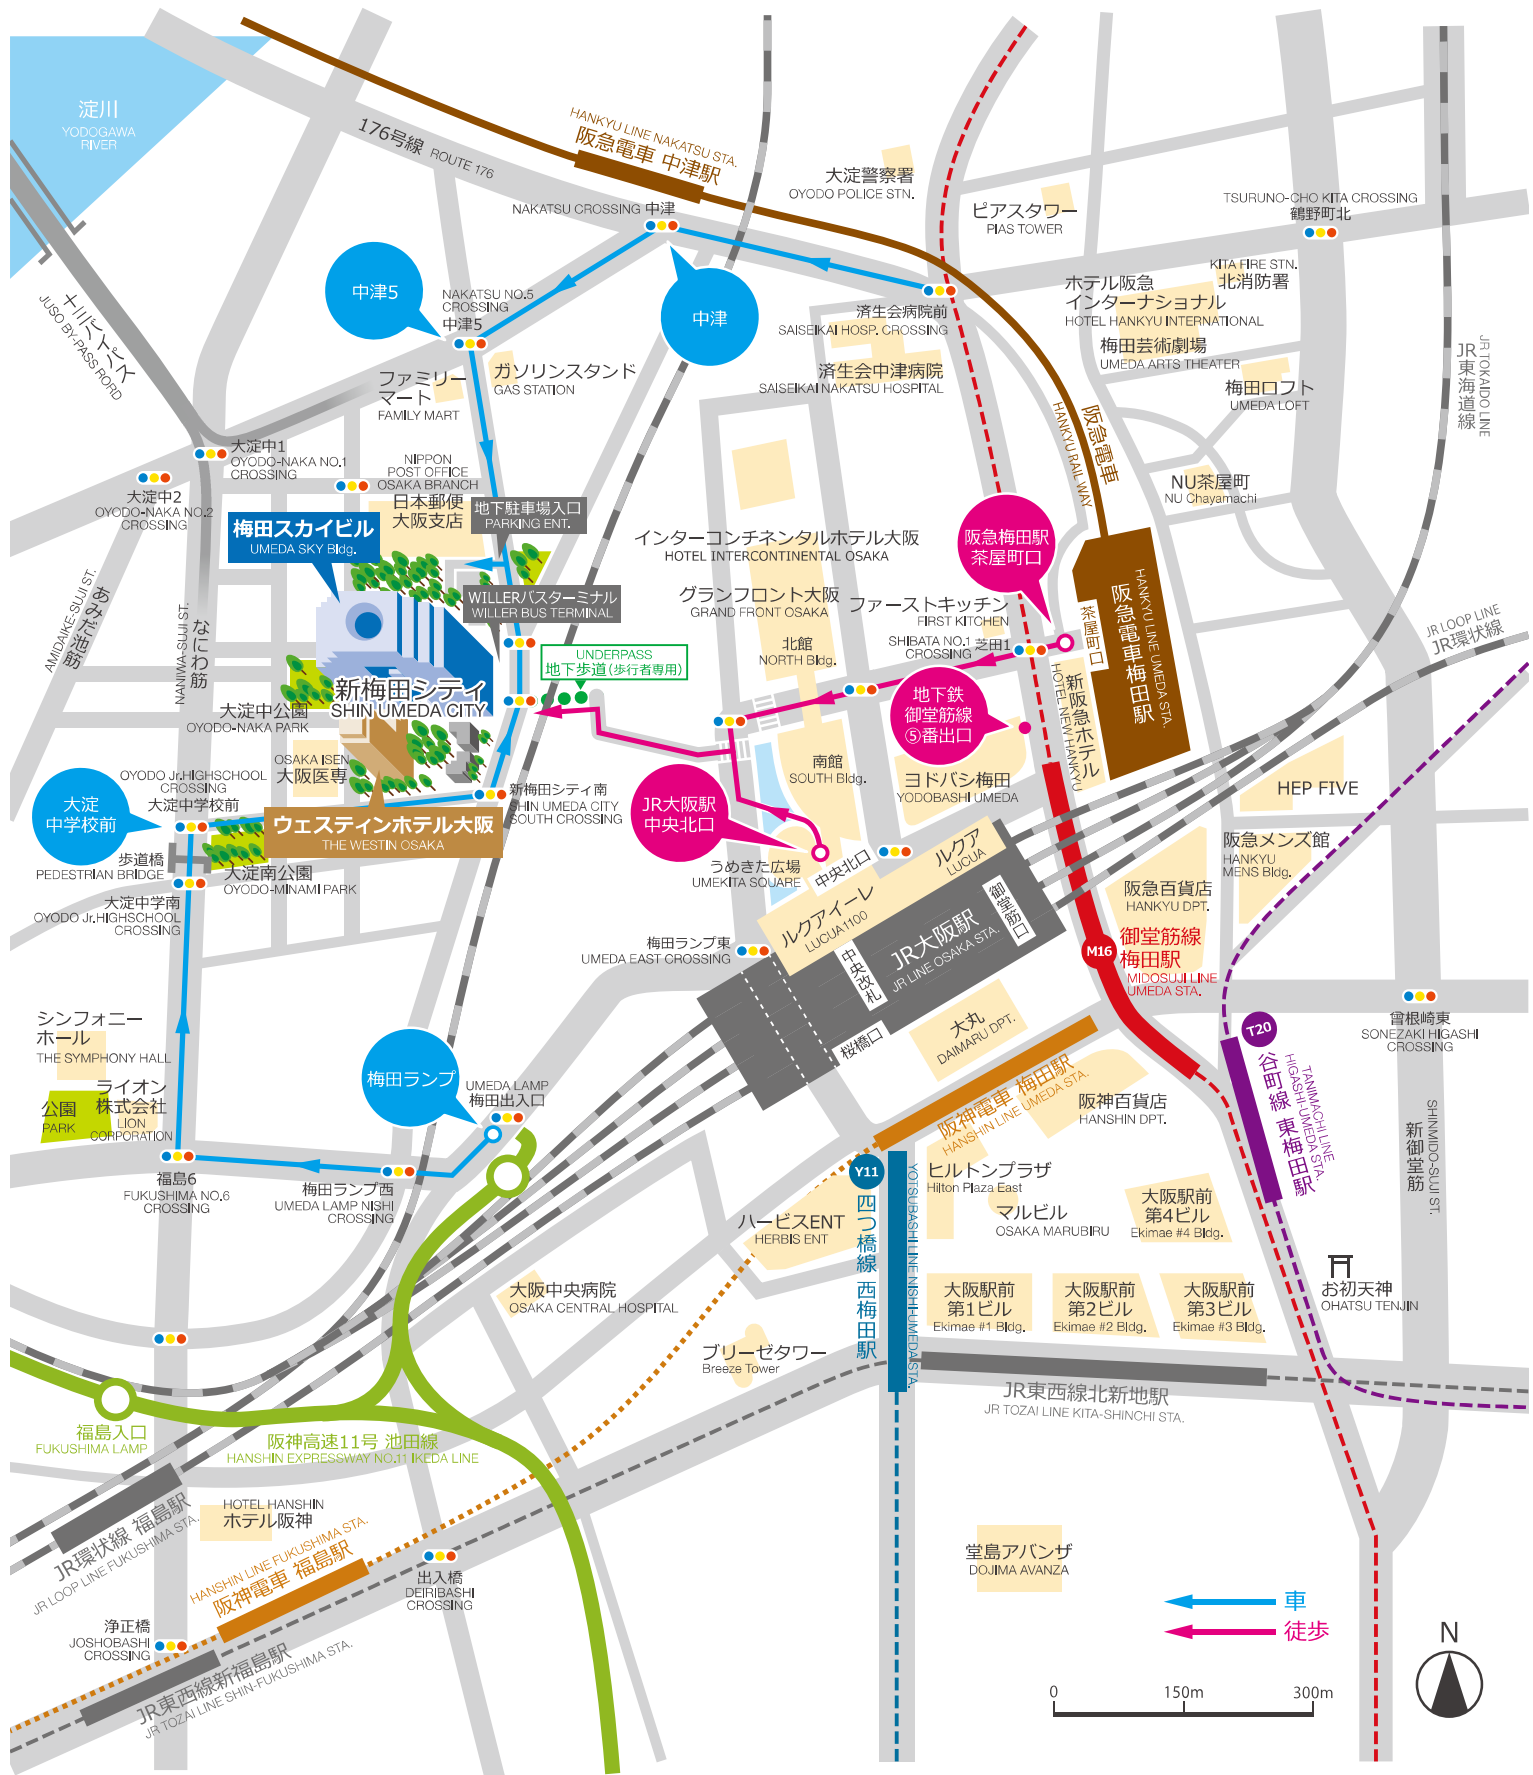 淀川
YODOGAWA
RIVER
176号線 ROUTE 176
HANKYU LINE NAKATSU STA.
阪急電車 中津駅
NAKATSU CROSSING 中津
大淀警察署
OYODO POLICE STN.
ピアスタワー
PIAS TOWER
TSURUNO-CHO KITA CROSSING
鶴野町北
KITA FIRE STN.
北消防署
ホテル阪急
インターナショナル
HOTEL HANKYU INTERNATIONAL
梅田芸術劇場
UMEDA ARTS THEATER
梅田ロフト
UMEDA LOFT
JR TOKAIDO LINE
JR東海道線
十三バイパス
JUSO BY-PASS RORD
中津5
NAKATSU NO.5
CROSSING
中津5
中津
済生会病院前
SAISEIKAI HOSP. CROSSING
済生会中津病院
SAISEIKAI NAKATSU HOSPITAL
ガソリンスタンド
GAS STATION
ファミリー
マート
FAMILY MART
阪急電車
HANKYU RAIL WAY
大淀中1
OYODO-NAKA NO.1
CROSSING
大淀中2
OYODO-NAKA NO.2
CROSSING
NIPPON
POST OFFICE
OSAKA BRANCH
日本郵便
大阪支店
地下駐車場入口
PARKING ENT.
NU茶屋町
NU Chayamachi
梅田スカイビル
UMEDA SKY Bldg.
インターコンチネンタルホテル大阪
HOTEL INTERCONTINENTAL OSAKA
阪急梅田駅
茶屋町口
AMIDAIKE-SUJI ST.
あみだ池筋
NANIWA-SUJI ST.
なにわ筋
WILLERバスターミナル
WILLER BUS TERMINAL
グランフロント大阪
GRAND FRONT OSAKA
ファーストキッチン
FIRST KITCHEN
SHIBATA NO.1
CROSSING
芝田1
茶屋町口
阪急電車梅田駅
HANKYU LINE UMEDA STA.
JR LOOP LINE
JR環状線
北館
NORTH Bldg.
UNDERPASS
地下歩道(歩行者専用)
新梅田シティ
SHIN UMEDA CITY
大淀中公園
OYODO-NAKA PARK
地下鉄
御堂筋線
⑤番出口
新阪急ホテル
HOTEL NEW HANKYU
OSAKA ISEN
大阪医専
南館
SOUTH Bldg.
ヨドバシ梅田
YODOBASHI UMEDA
HEP FIVE
OYODO Jr.HIGHSCHOOL
CROSSING
大淀中学校前
大淀
中学校前
新梅田シティ南
SHIN UMEDA CITY
SOUTH CROSSING
JR大阪駅
中央北口
ウェスティンホテル大阪
THE WESTIN OSAKA
歩道橋
PEDESTRIAN BRIDGE
大淀南公園
OYODO-MINAMI PARK
うめきた広場
UMEKITA SQUARE
中央北口
ルクア
LUCUA
阪急メンズ館
HANKYU
MENS Bldg.
阪急百貨店
HANKYU DPT.
大淀中学南
OYODO Jr.HIGHSCHOOL
CROSSING
ルクアイーレ
LUCUA1100
JR大阪駅
JR LINE OSAKA STA.
御堂筋口
中央改札
桜橋口
梅田ランプ東
UMEDA EAST CROSSING
M16
御堂筋線
梅田駅
MIDOSUJI LINE
UMEDA STA.
曾根崎東
SONEZAKI HIGASHI
CROSSING
シンフォニー
ホール
THE SYMPHONY HALL
大丸
DAIMARU DPT.
T20
谷町線 東梅田駅
TANIMACHI LINE
HIGASHI-UMEDA STA.
公園
PARK
ライオン
株式会社
LION
CORPORATION
梅田ランプ
UMEDA LAMP
梅田出入口
阪神電車 梅田駅
HANSHIN LINE UMEDA STA.
阪神百貨店
HANSHIN DPT.
SHINMIDO-SUJI ST.
新御堂筋
福島6
FUKUSHIMA NO.6
CROSSING
梅田ランプ西
UMEDA LAMP NISHI
CROSSING
Y11
四つ橋線 西梅田駅
YOTSUBASHI LINE NISHI-UMEDA STA.
ヒルトンプラザ
Hilton Plaza East
マルビル
OSAKA MARUBIRU
大阪駅前
第4ビル
Ekimae #4 Bldg.
ハービスENT
HERBIS ENT
お初天神
OHATSU TENJIN
大阪中央病院
OSAKA CENTRAL HOSPITAL
大阪駅前
第1ビル
Ekimae #1 Bldg.
大阪駅前
第2ビル
Ekimae #2 Bldg.
大阪駅前
第3ビル
Ekimae #3 Bldg.
ブリーゼタワー
Breeze Tower
JR東西線北新地駅
JR TOZAI LINE KITA-SHINCHI STA.
福島入口
FUKUSHIMA LAMP
阪神高速11号 池田線
HANSHIN EXPRESSWAY NO.11 IKEDA LINE
JR環状線 福島駅
JR LOOP LINE FUKUSHIMA STA.
HOTEL HANSHIN
ホテル阪神
HANSHIN LINE FUKUSHIMA STA.
阪神電車 福島駅
出入橋
DEIRIBASHI
CROSSING
堂島アバンザ
DOJIMA AVANZA
浄正橋
JOSHOBASHI
CROSSING
JR東西線新福島駅
JR TOZAI LINE SHIN-FUKUSHIMA STA.
車
徒歩
N
0 150m 300m